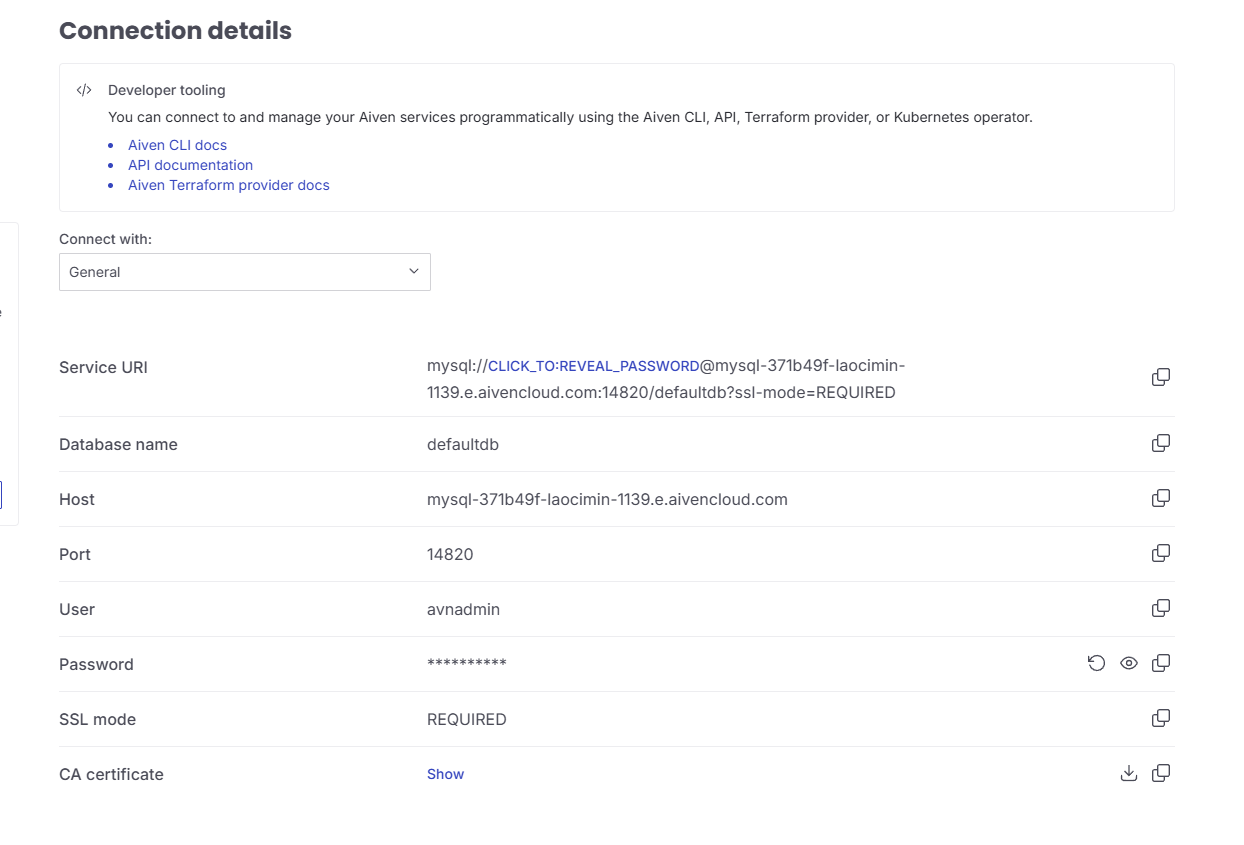 Connection details
</> Developer tooling
You can connect to and manage your Aiven services programmatically using the Aiven CLI, API, Terraform provider, or Kubernetes operator.
• Aiven CLI docs
• API documentation
• Aiven Terraform provider docs
Connect with:
General
Service URI
mysql://CLICK_TO:REVEAL_PASSWORD@mysql-371b49f-laocimin-
1139.e.aivencloud.com:14820/defaultdb?ssl-mode=REQUIRED
Database name defaultdb
Host mysql-371b49f-laocimin-1139.e.aivencloud.com
Port 14820
User avnadmin
Password **********
SSL mode REQUIRED
CA certificate Show